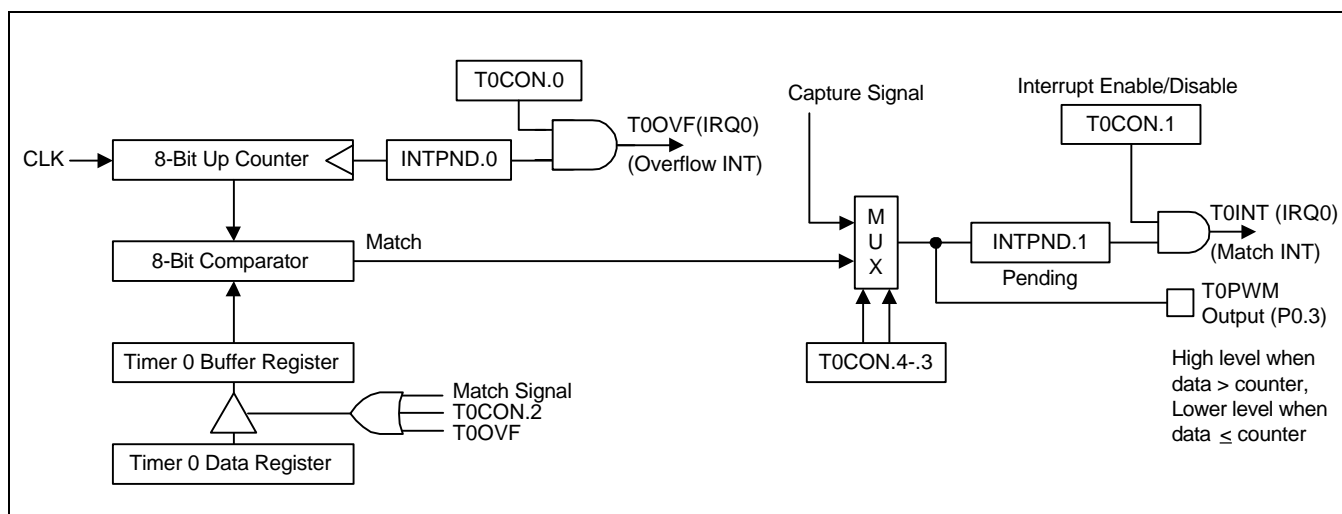 T0CON.0
T0OVF(IRQ0)
(Overflow INT)
CLK
8-Bit Up Counter
INTPND.0
Capture Signal
Interrupt Enable/Disable
T0CON.1
8-Bit Comparator
Match
M
U
X
INTPND.1
Pending
T0INT (IRQ0)
(Match INT)
T0PWM
Output (P0.3)
Timer 0 Buffer Register
T0CON.4-.3
High level when
data > counter,
Lower level when
data ≤ counter
Match Signal
T0CON.2
T0OVF
Timer 0 Data Register